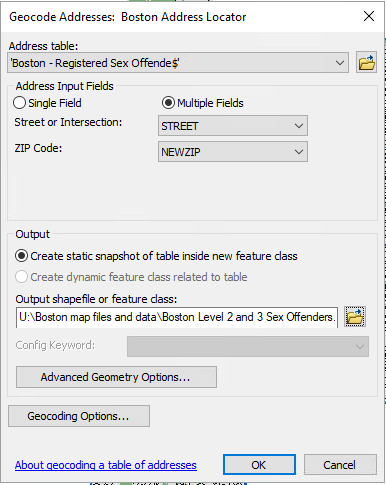 Geocode Addresses: Boston Address Locator
Address table:
'Boston - Registered Sex Offende$'
Address Input Fields
Single Field
Multiple Fields
Street or Intersection:
STREET
ZIP Code:
NEWZIP
Output
Create static snapshot of table inside new feature class
Create dynamic feature class related to table
Output shapefile or feature class:
U:\Boston map files and data\Boston Level 2 and 3 Sex Offenders.
Config Keyword:
Advanced Geometry Options...
Geocoding Options...
About geocoding a table of addresses
OK
Cancel